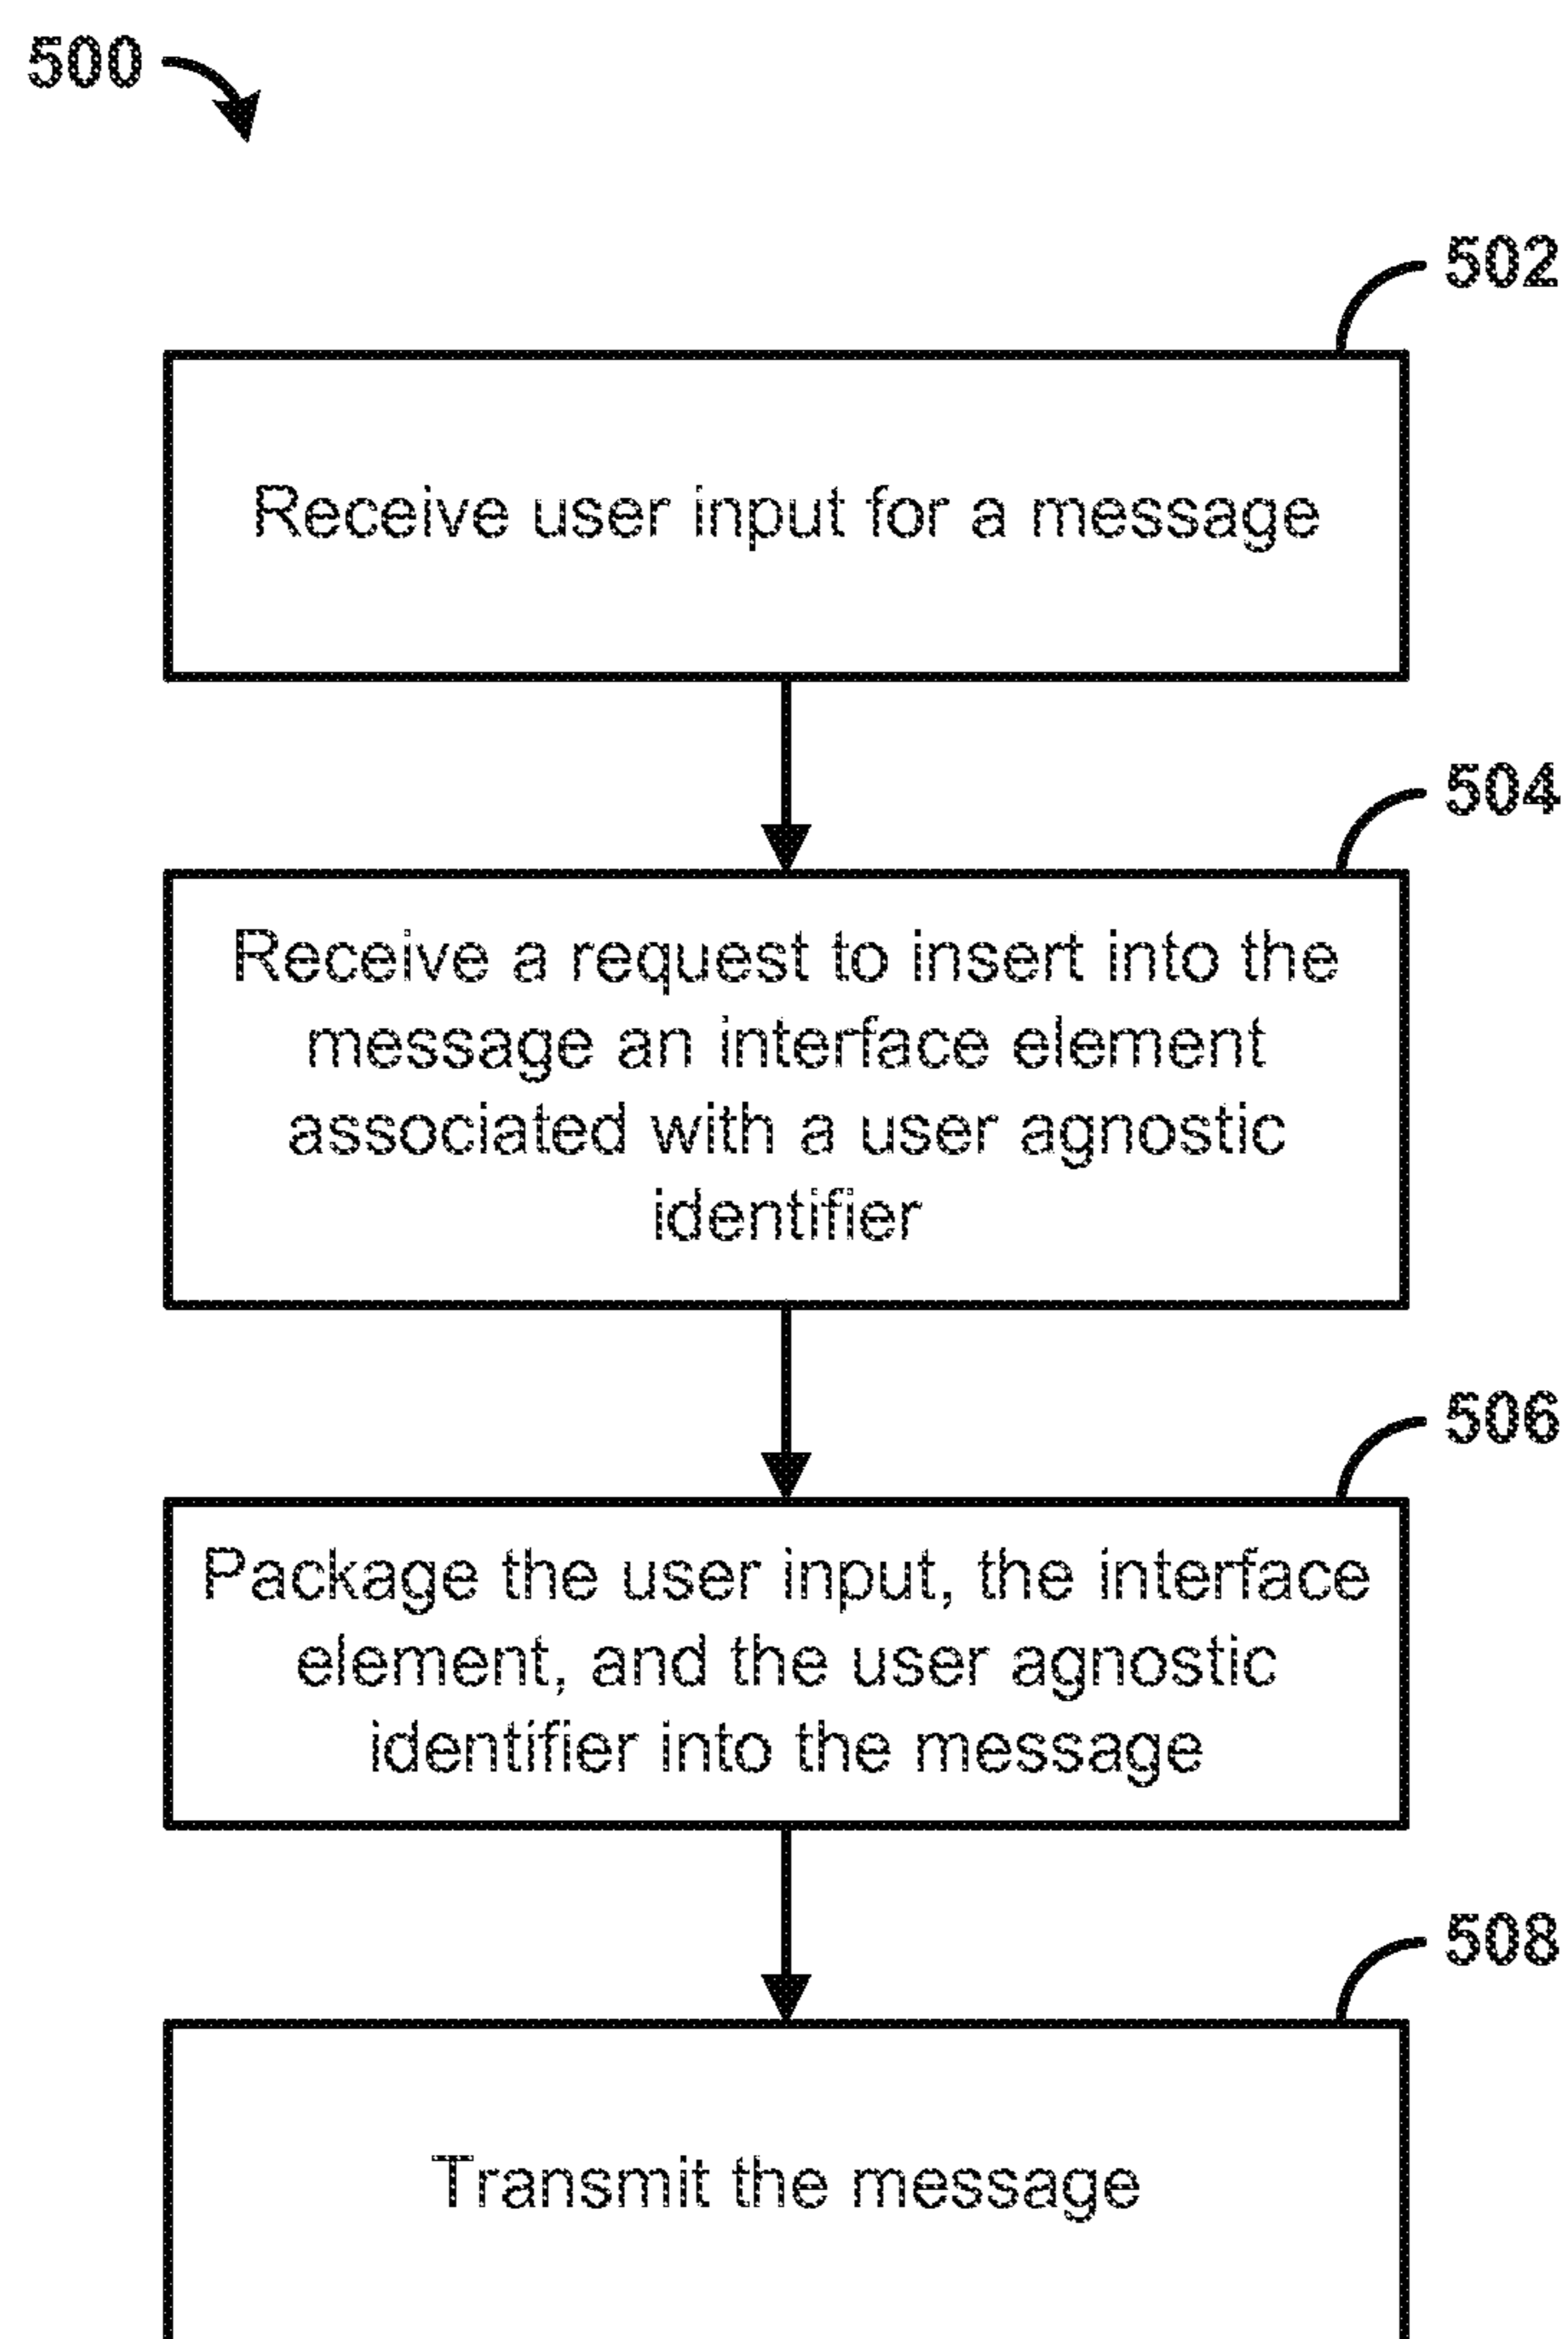 500
502
Receive user input for a message
504
Receive a request to insert into the
message an interface element
associated with a user agnostic
identifier
506
Package the user input, the interface
element, and the user agnostic
identifier into the message
508
Transmit the message